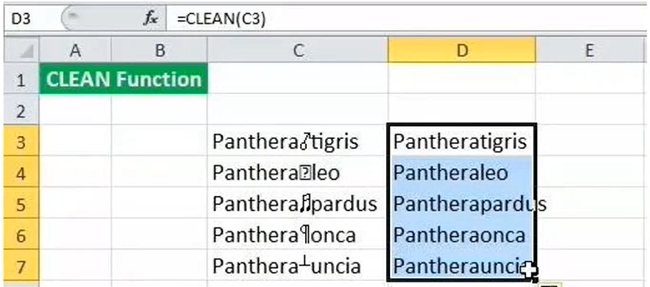 D3 fx =CLEAN(C3)
A B C D E
1 CLEAN Function
2
3 Panthera♂tigris Pantheratigris
4 Panthera⍰leo Pantheraleo
5 Panthera♫pardus Pantherapardus
6 Panthera¶onca Pantheraonca
7 Panthera┴uncia Pantherauncia